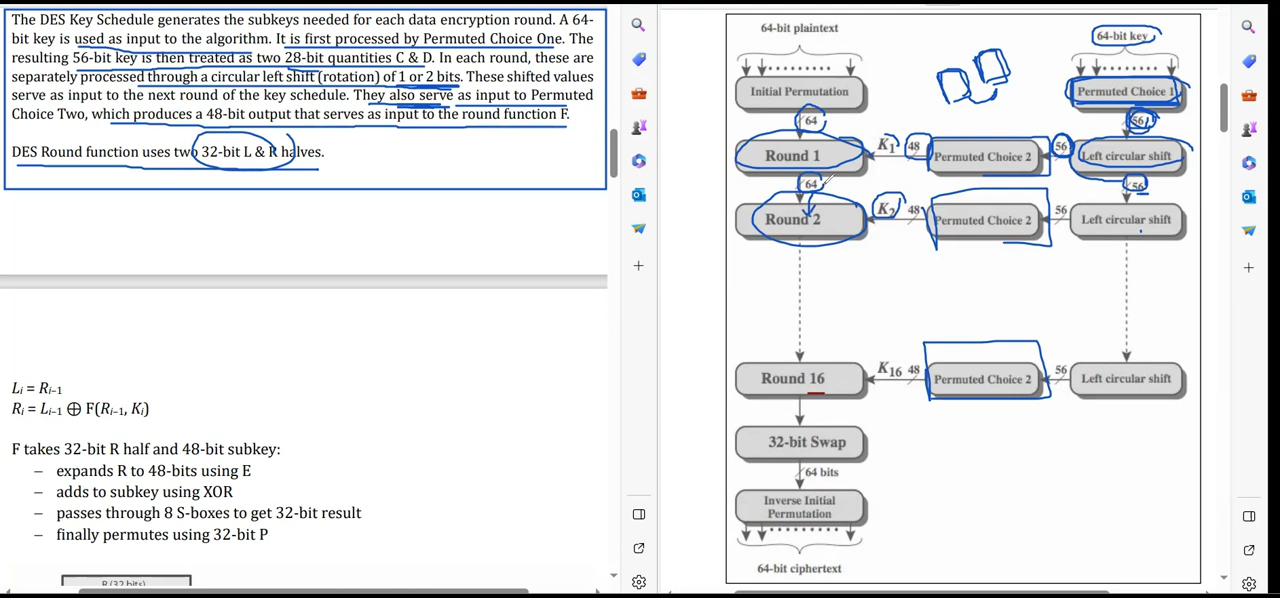 The DES Key Schedule generates the subkeys needed for each data encryption round. A 64-
bit key is used as input to the algorithm. It is first processed by Permuted Choice One. The
resulting 56-bit key is then treated as two 28-bit quantities C & D. In each round, these are
separately processed through a circular left shift (rotation) of 1 or 2 bits. These shifted values
serve as input to the next round of the key schedule. They also serve as input to Permuted
Choice Two, which produces a 48-bit output that serves as input to the round function F.
DES Round function uses two 32-bit L & R halves.
Lᵢ = Rᵢ₋₁
Rᵢ = Lᵢ₋₁ ⊕ F(Rᵢ₋₁, Kᵢ)
F takes 32-bit R half and 48-bit subkey:
– expands R to 48-bits using E
– adds to subkey using XOR
– passes through 8 S-boxes to get 32-bit result
– finally permutes using 32-bit P
R (32 bits)
64-bit plaintext
64-bit key
Initial Permutation
Permuted Choice 1
64
56
Round 1
K₁
48
Permuted Choice 2
56
Left circular shift
64
56
Round 2
K₂
48
Permuted Choice 2
56
Left circular shift
Round 16
K₁₆
48
Permuted Choice 2
56
Left circular shift
32-bit Swap
64 bits
Inverse Initial
Permutation
64-bit ciphertext